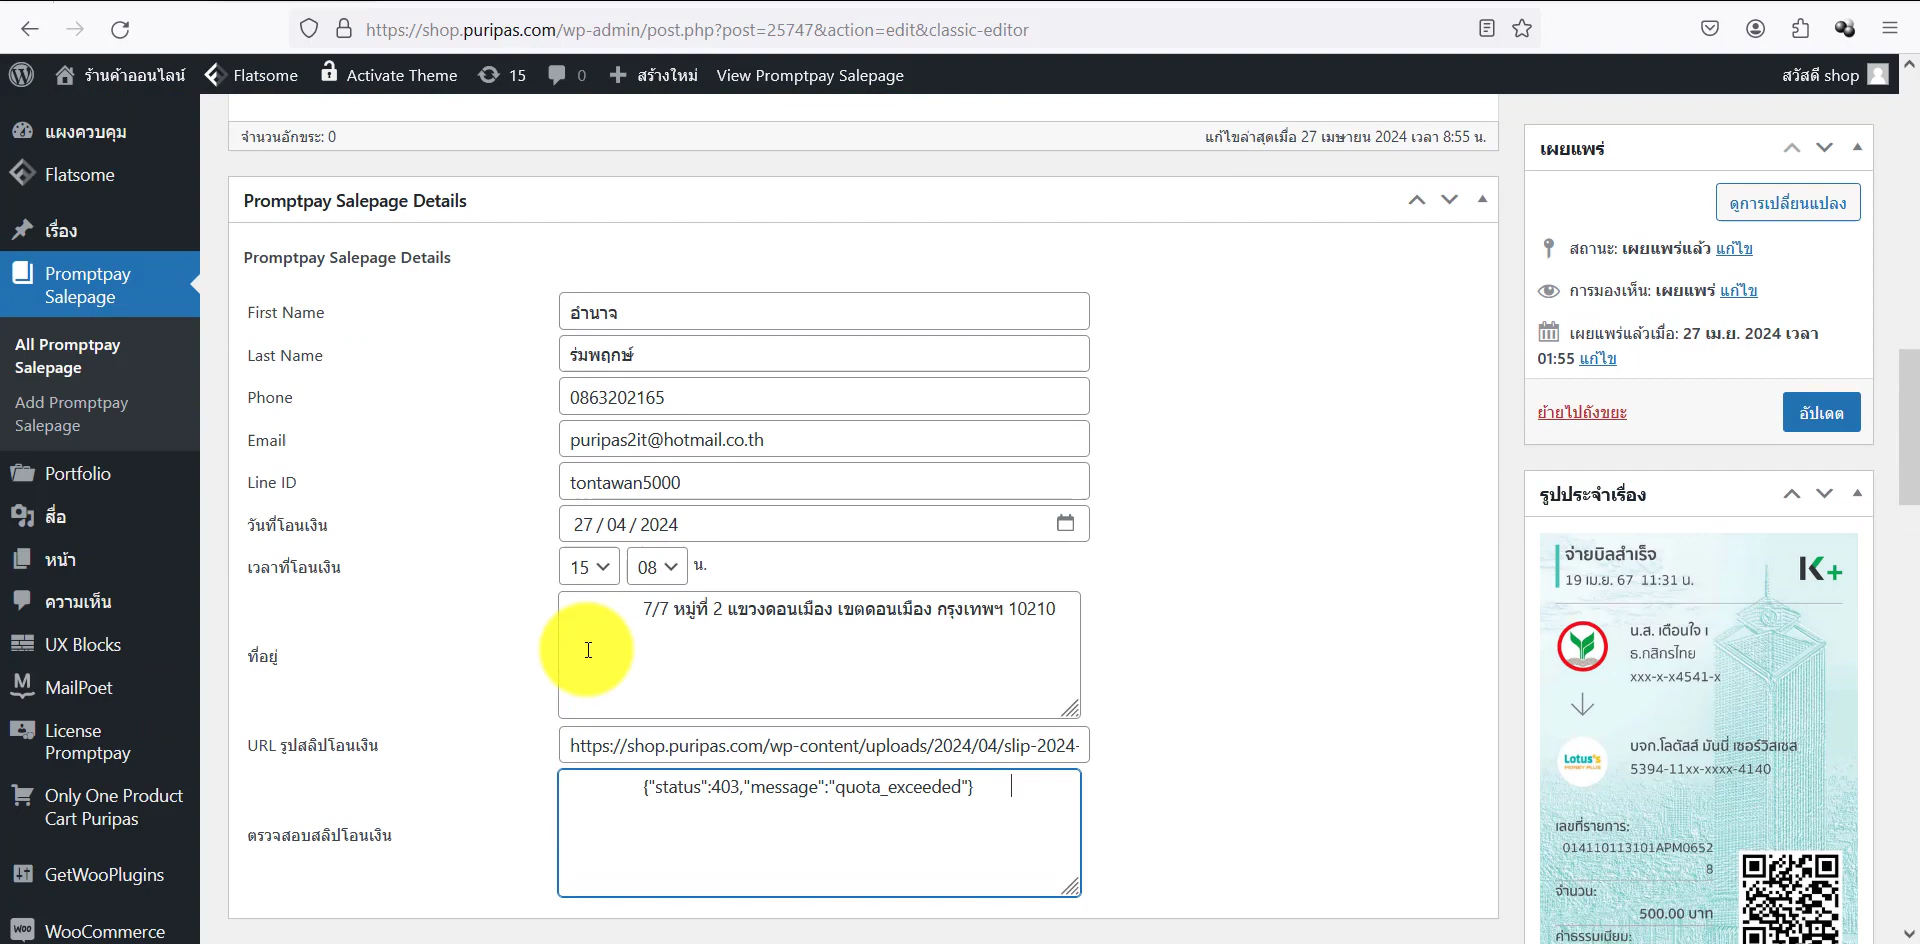 https://shop.puripas.com/wp-admin/post.php?post=25747&action=edit&classic-editor
ร้านค้าออนไลน์
Flatsome
Activate Theme
15
0
สร้างใหม่
View Promptpay Salepage
สวัสดี shop
แผงควบคุม
Flatsome
เรื่อง
Promptpay
Salepage
All Promptpay
Salepage
Add Promptpay
Salepage
Portfolio
สื่อ
หน้า
ความเห็น
UX Blocks
MailPoet
License
Promptpay
Only One Product
Cart Puripas
GetWooPlugins
WooCommerce
จำนวนอักขระ: 0
แก้ไขล่าสุดเมื่อ 27 เมษายน 2024 เวลา 8:55 น.
Promptpay Salepage Details
Promptpay Salepage Details
First Name
อำนาจ
Last Name
ร่มพฤกษ์
Phone
0863202165
Email
puripas2it@hotmail.co.th
Line ID
tontawan5000
วันที่โอนเงิน
27 / 04 / 2024
เวลาที่โอนเงิน
15
08
น.
ที่อยู่
7/7 หมู่ที่ 2 แขวงดอนเมือง เขตดอนเมือง กรุงเทพฯ 10210
URL รูปสลิปโอนเงิน
https://shop.puripas.com/wp-content/uploads/2024/04/slip-2024-
ตรวจสอบสลิปโอนเงิน
{"status":403,"message":"quota_exceeded"}
เผยแพร่
ดูการเปลี่ยนแปลง
สถานะ: เผยแพร่แล้ว แก้ไข
การมองเห็น: เผยแพร่ แก้ไข
เผยแพร่แล้วเมื่อ: 27 เม.ย. 2024 เวลา
01:55 แก้ไข
ย้ายไปถังขยะ
อัปเดต
รูปประจำเรื่อง
จ่ายบิลสำเร็จ
19 เม.ย. 67 11:31 น.
K+
น.ส. เตือนใจ เ
ธ.กสิกรไทย
xxx-x-x4541-x
Lotus's
บจก.โลตัสส์ มันนี่ เซอร์วิสเซส
5394-11xx-xxxx-4140
เลขที่รายการ:
014110113101APM0652
8
จำนวน:
500.00 บาท
ค่าธรรมเนียม: